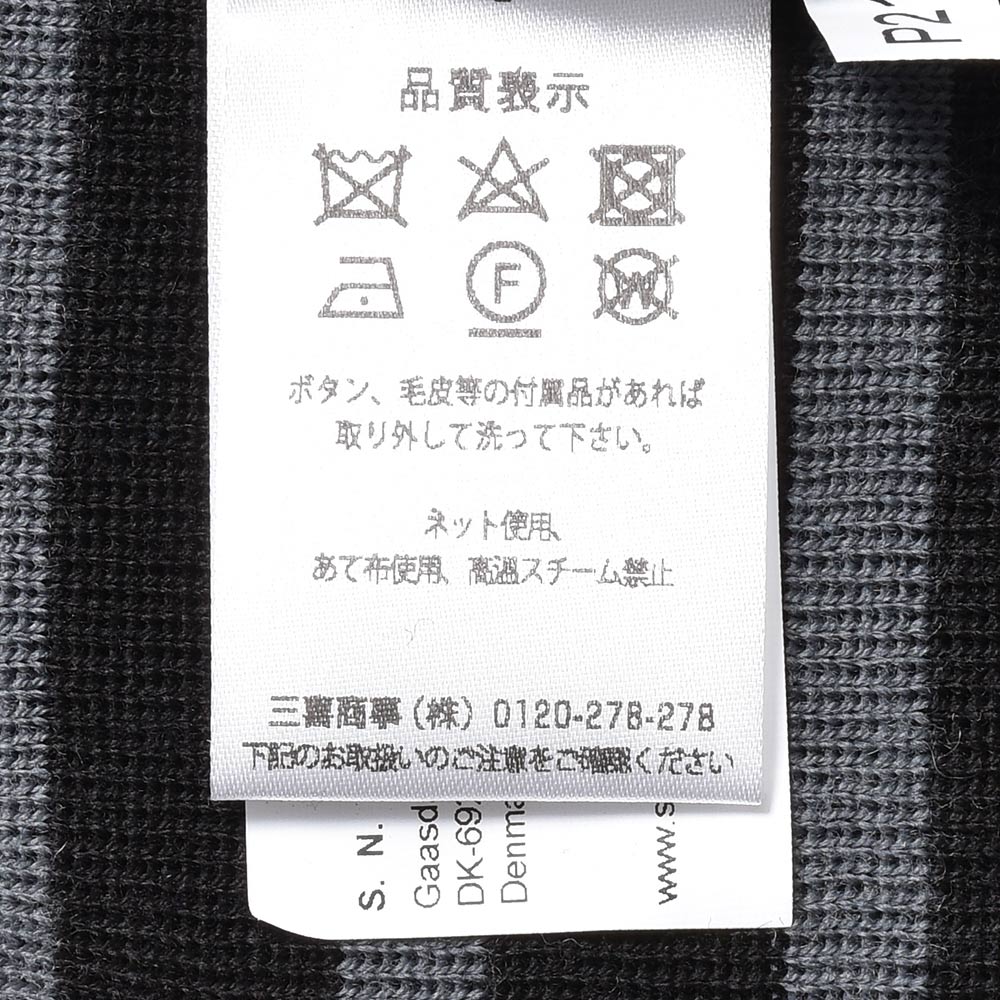 P21
品質表示
F
W
ボタン、毛皮等の付属品があれば
取り外して洗って下さい。
ネット使用、
あて布使用、高温スチーム禁止
三喜商事(株) 0120-278-278
下記のお取扱いのご注意をご確認ください
S. N.
Gaasd
DK-69
Denma
www.s